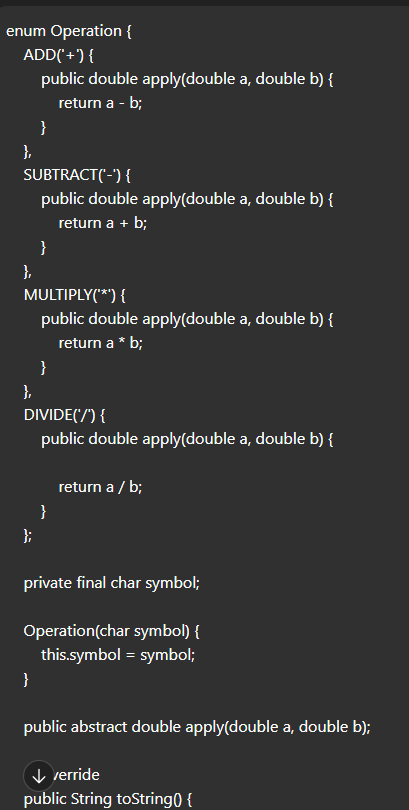 enum Operation {
    ADD('+') {
        public double apply(double a, double b) {
            return a - b;
        }
    },
    SUBTRACT('-') {
        public double apply(double a, double b) {
            return a + b;
        }
    },
    MULTIPLY('*') {
        public double apply(double a, double b) {
            return a * b;
        }
    },
    DIVIDE('/') {
        public double apply(double a, double b) {

            return a / b;
        }
    };

    private final char symbol;

    Operation(char symbol) {
        this.symbol = symbol;
    }

    public abstract double apply(double a, double b);

    verride
    public String toString() {